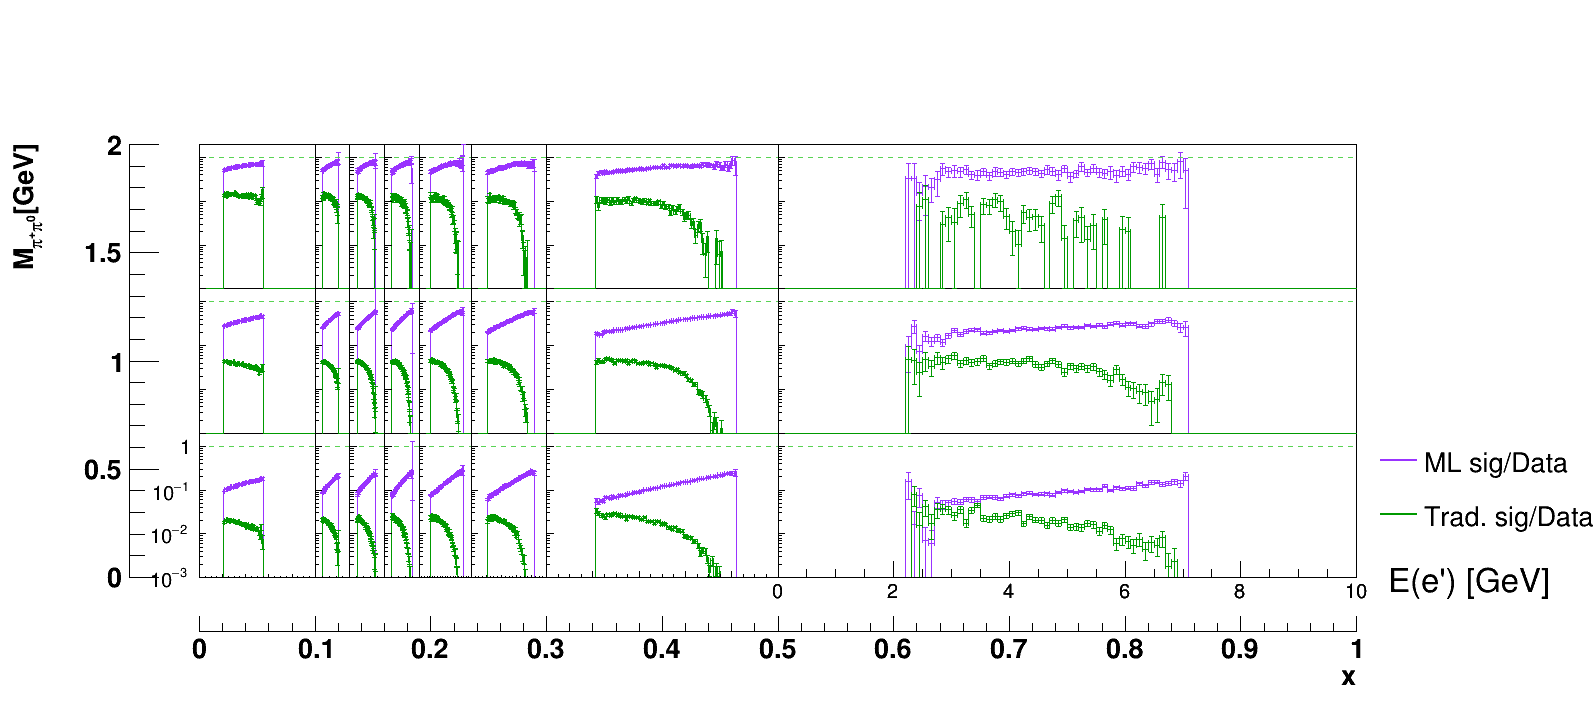 M_{π⁺π⁰}[GeV]
2
1.5
1
0.5
0
1
10⁻¹
10⁻²
10⁻³
ML sig/Data
Trad. sig/Data
0 2 4 6 8 10
E(e') [GeV]
0 0.1 0.2 0.3 0.4 0.5 0.6 0.7 0.8 0.9 1
x